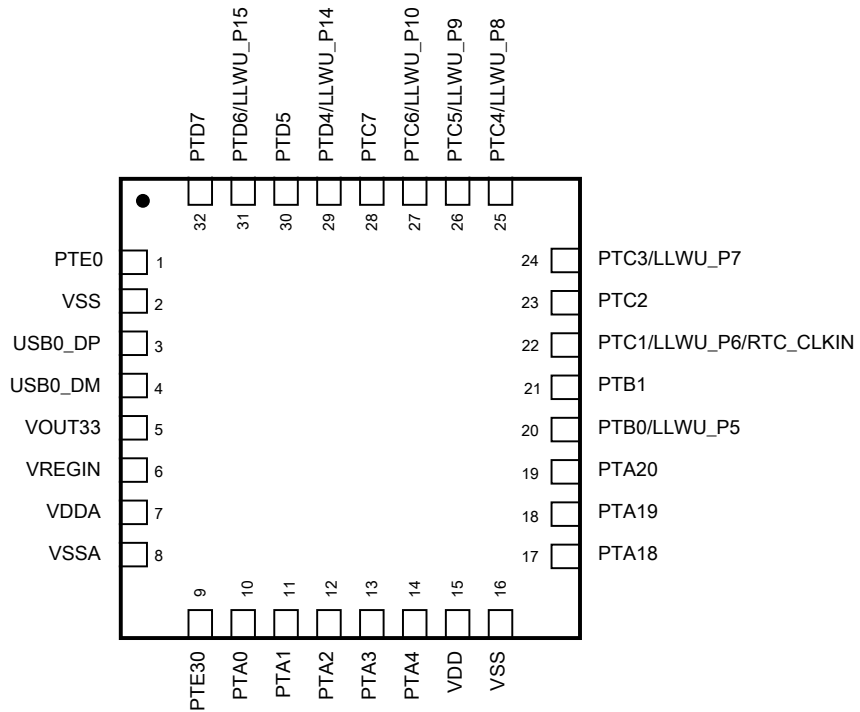 PTD7
PTD6/LLWU_P15
PTD5
PTD4/LLWU_P14
PTC7
PTC6/LLWU_P10
PTC5/LLWU_P9
PTC4/LLWU_P8
32
31
30
29
28
27
26
25
PTE0 1
VSS 2
USB0_DP 3
USB0_DM 4
VOUT33 5
VREGIN 6
VDDA 7
VSSA 8
24 PTC3/LLWU_P7
23 PTC2
22 PTC1/LLWU_P6/RTC_CLKIN
21 PTB1
20 PTB0/LLWU_P5
19 PTA20
18 PTA19
17 PTA18
9
10
11
12
13
14
15
16
PTE30
PTA0
PTA1
PTA2
PTA3
PTA4
VDD
VSS